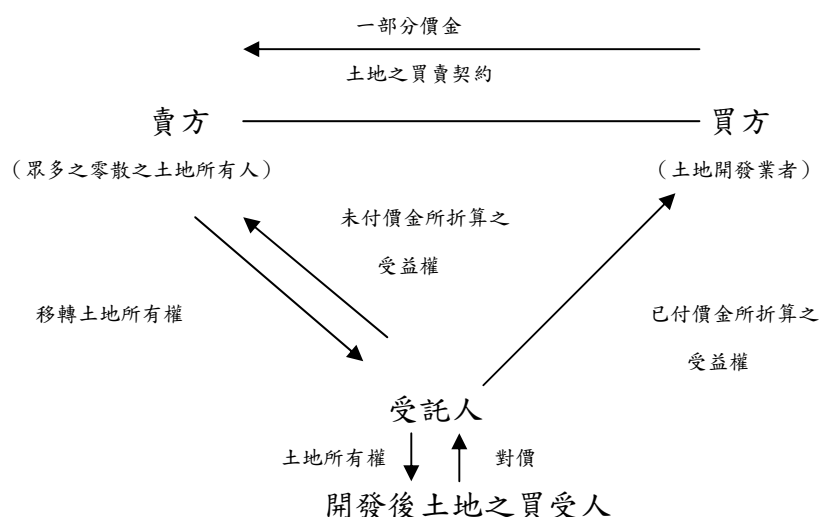 一部分價金
土地之買賣契約
賣方
買方
（眾多之零散之土地所有人）
（土地開發業者）
未付價金所折算之
受益權
移轉土地所有權
已付價金所折算之
受益權
受託人
土地所有權
對價
開發後土地之買受人